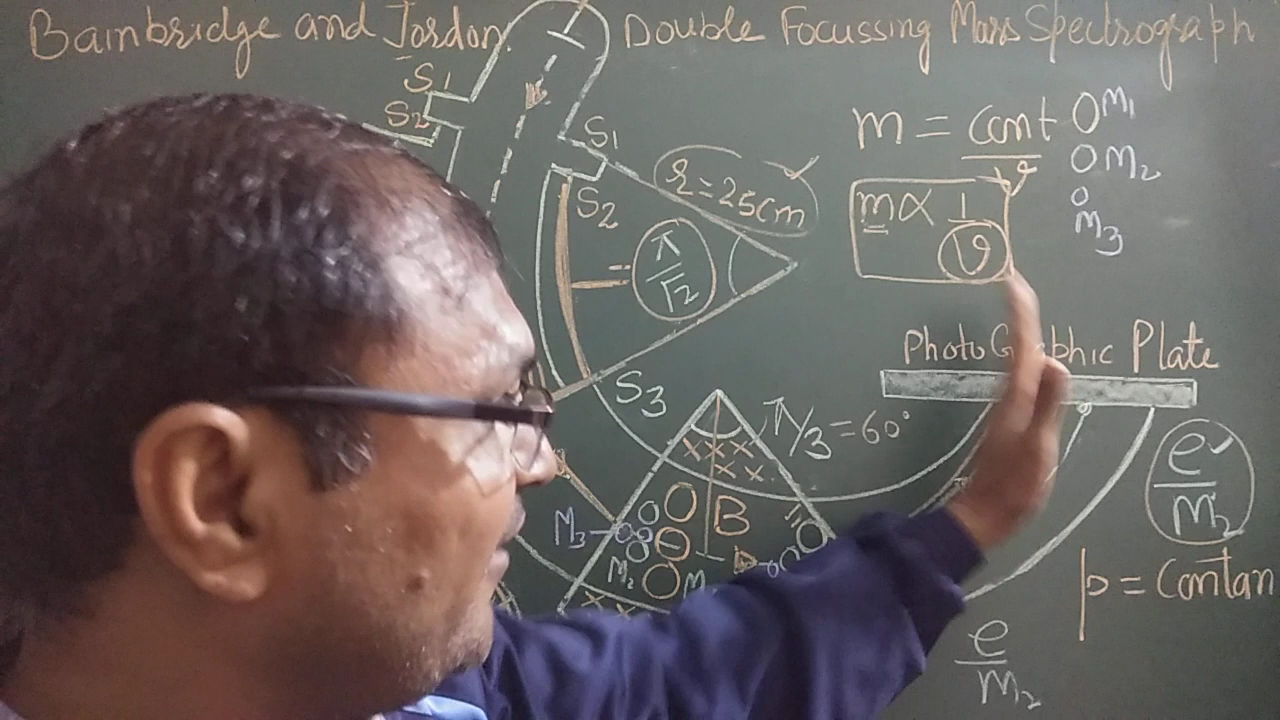 Bainbridge and Jordon. Double Focussing Mass Spectrograph
S1
S2
S1
S2
r = 25cm
π/√2
S3
m = cont/v
m ∝ 1/v
M1
M2
M3
PhotoGraphic Plate
π/3 = 60°
B
M3
M2
M
e/M2
p = Contan
e/M2